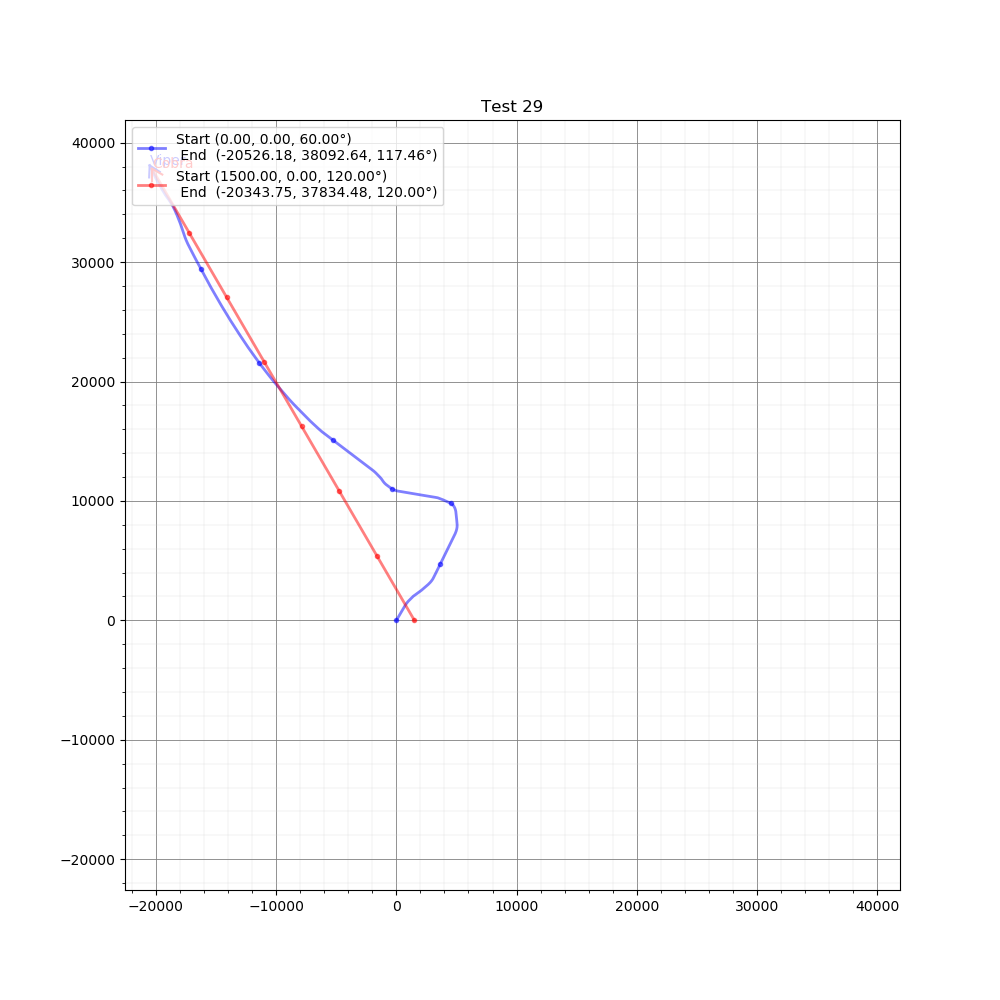 Test 29
Start (0.00, 0.00, 60.00°)
End (-20526.18, 38092.64, 117.46°)
Start (1500.00, 0.00, 120.00°)
End (-20343.75, 37834.48, 120.00°)
40000
30000
20000
10000
0
−10000
−20000
−20000 −10000 0 10000 20000 30000 40000